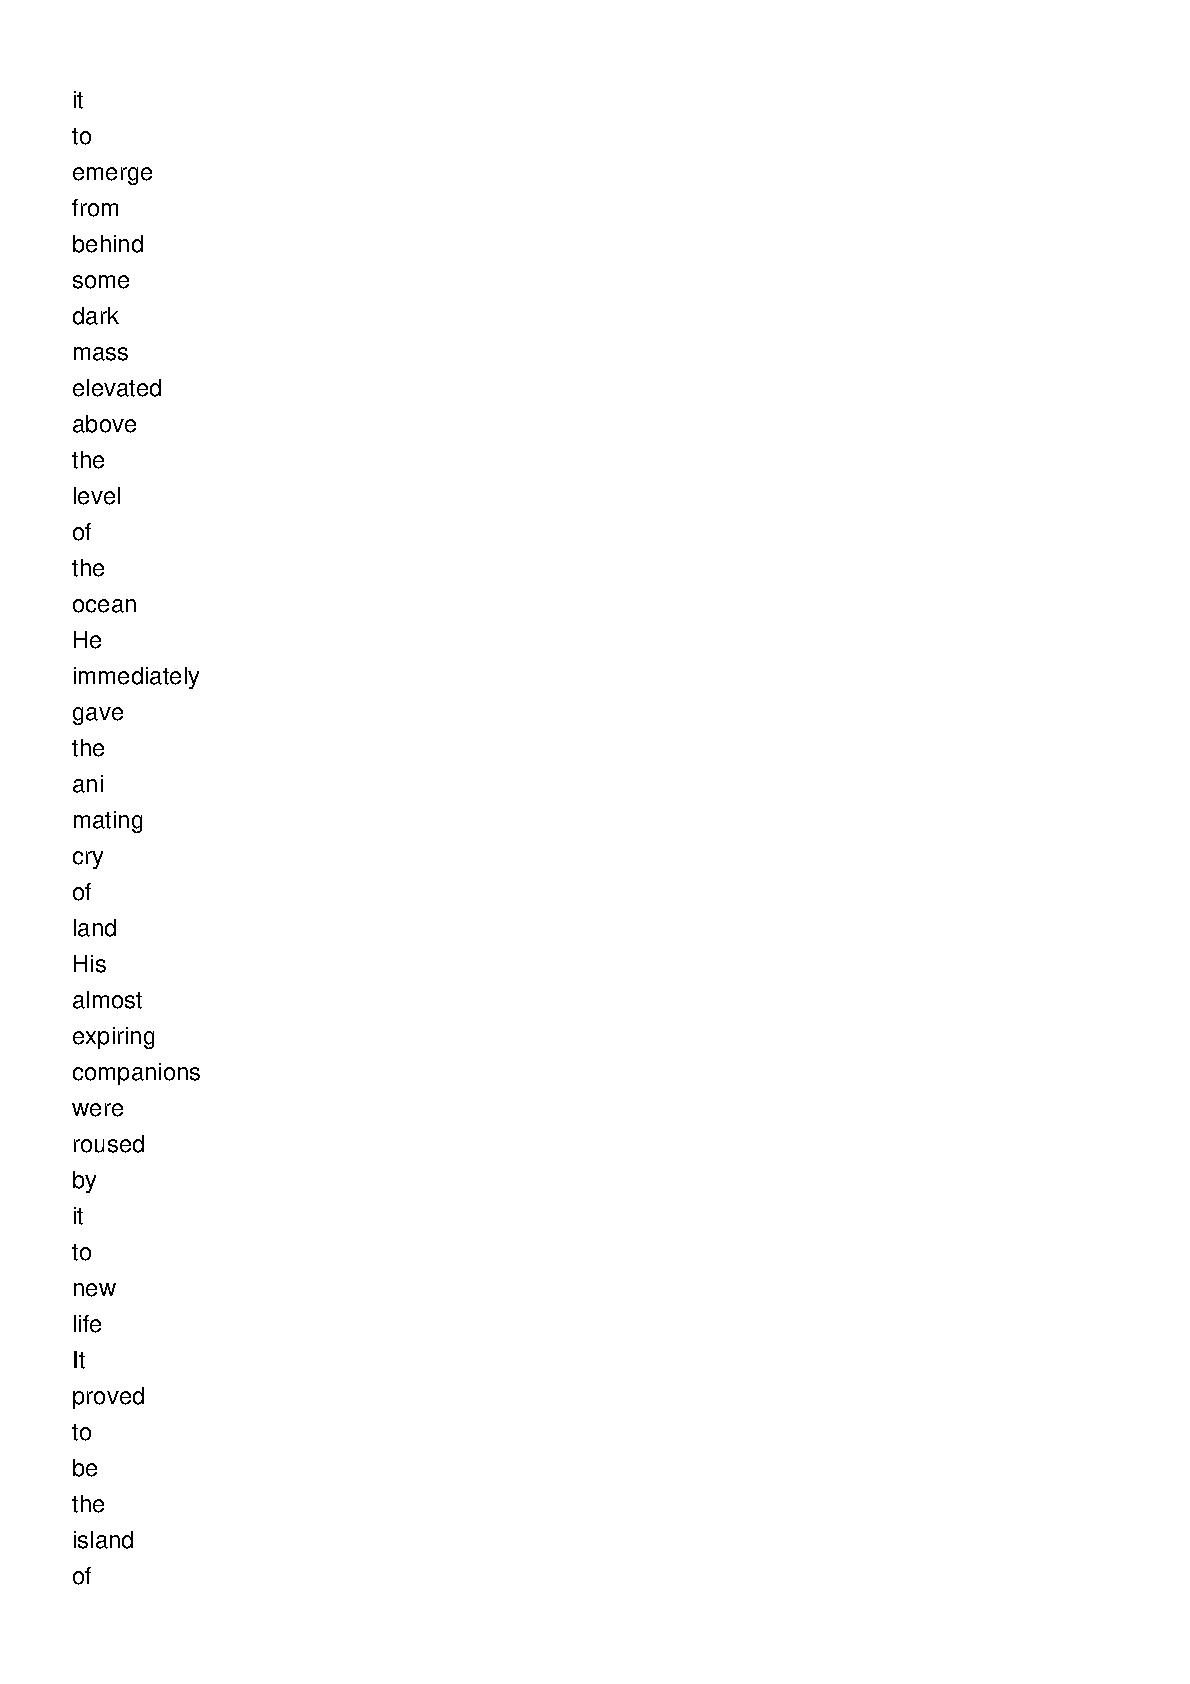 it
to
emerge
from
behind
some
dark
mass
elevated
above
the
level
of
the
ocean
He
immediately
gave
the
ani
mating
cry
of
land
His
almost
expiring
companions
were
roused
by
it
to
new
life
It
proved
to
be
the
island
of